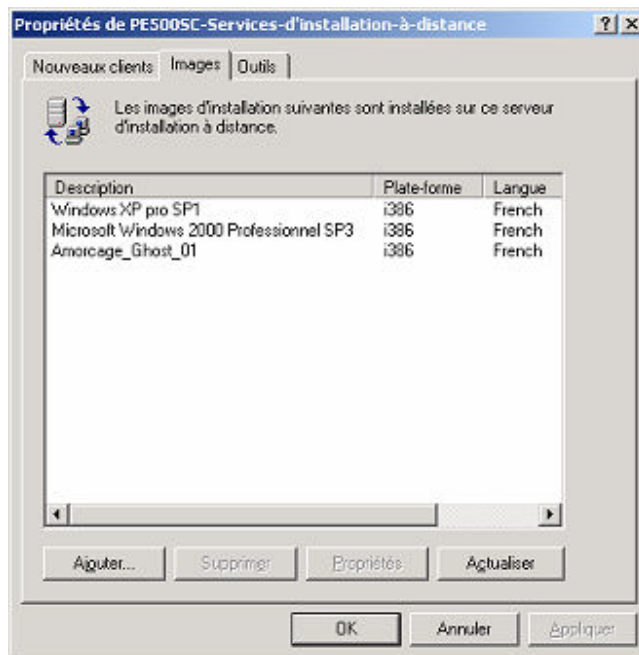 Propriétés de PE500SC-Services-d'installation-à-distance
Nouveaux clients Images Outils
Les images d'installation suivantes sont installées sur ce serveur
d'installation à distance.
Description Plate-forme Langue
Windows XP pro SP1 i386 French
Microsoft Windows 2000 Professionnel SP3 i386 French
Amorcage_Ghost_01 i386 French
Ajouter... Supprimer Propriétés Actualiser
OK Annuler Appliquer